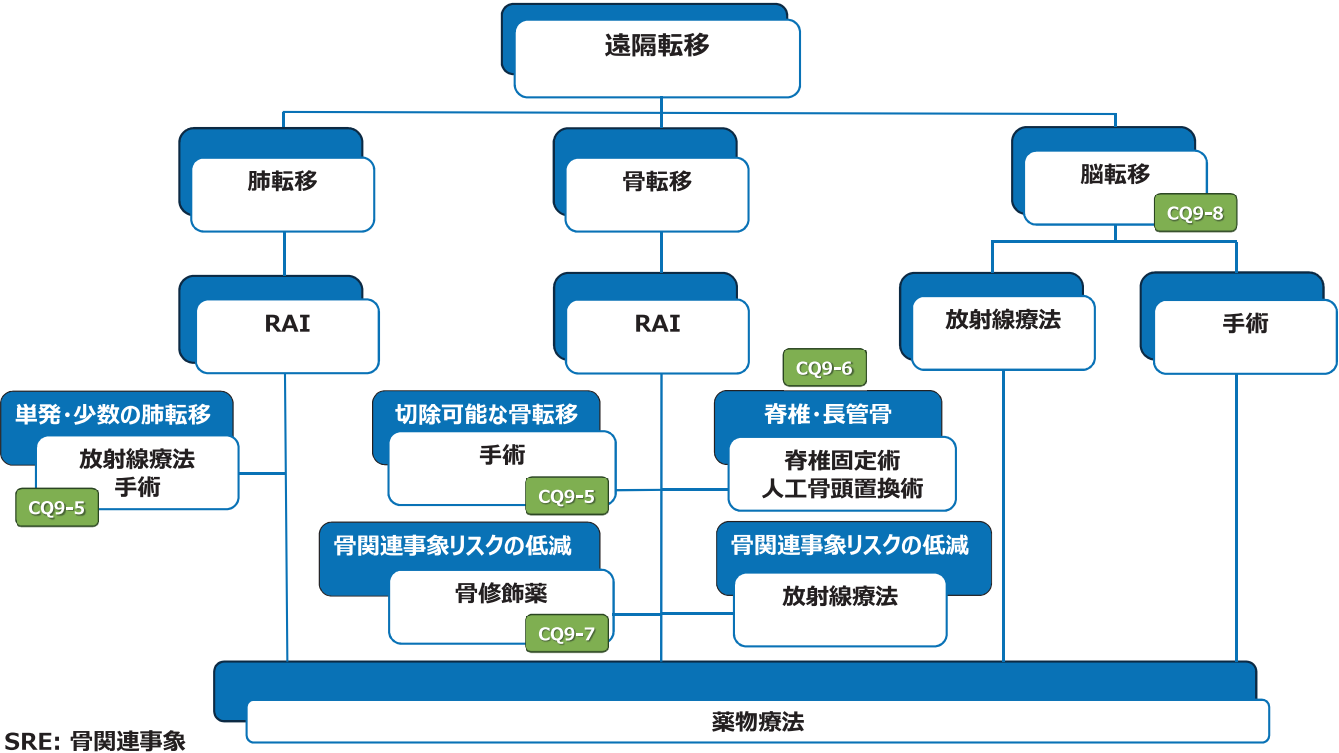 遠隔転移
肺転移
骨転移
脳転移
CQ9-8
RAI
RAI
放射線療法
手術
CQ9-6
単発・少数の肺転移
放射線療法
手術
CQ9-5
切除可能な骨転移
手術
CQ9-5
脊椎・長管骨
脊椎固定術
人工骨頭置換術
骨関連事象リスクの低減
骨修飾薬
CQ9-7
骨関連事象リスクの低減
放射線療法
薬物療法
SRE: 骨関連事象